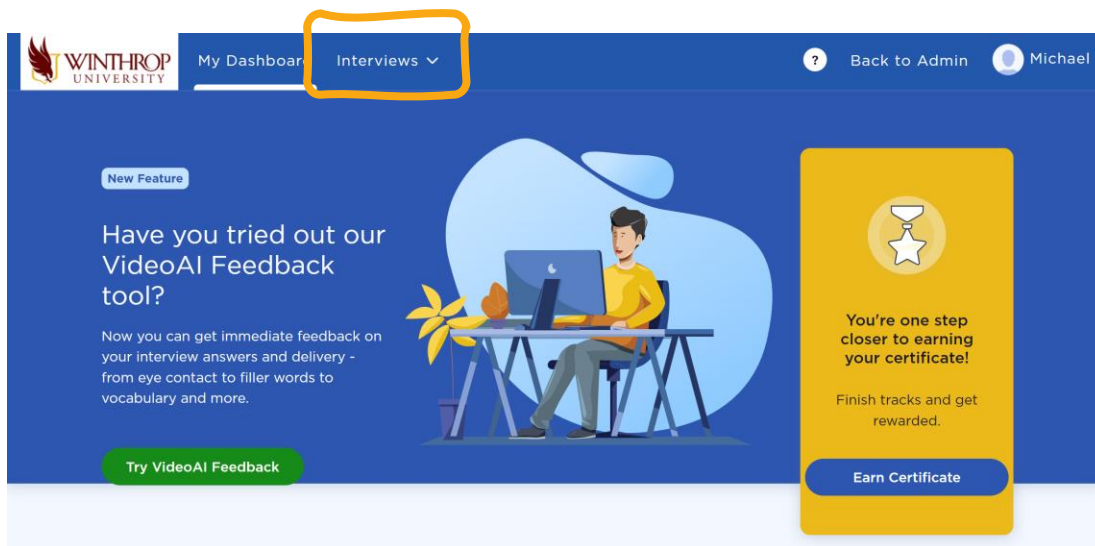 WINTHROP
UNIVERSITY
My Dashboard
Interviews
?
Back to Admin
Michael
New Feature
Have you tried out our
VideoAI Feedback
tool?
Now you can get immediate feedback on
your interview answers and delivery -
from eye contact to filler words to
vocabulary and more.
Try VideoAI Feedback
You're one step
closer to earning
your certificate!
Finish tracks and get
rewarded.
Earn Certificate